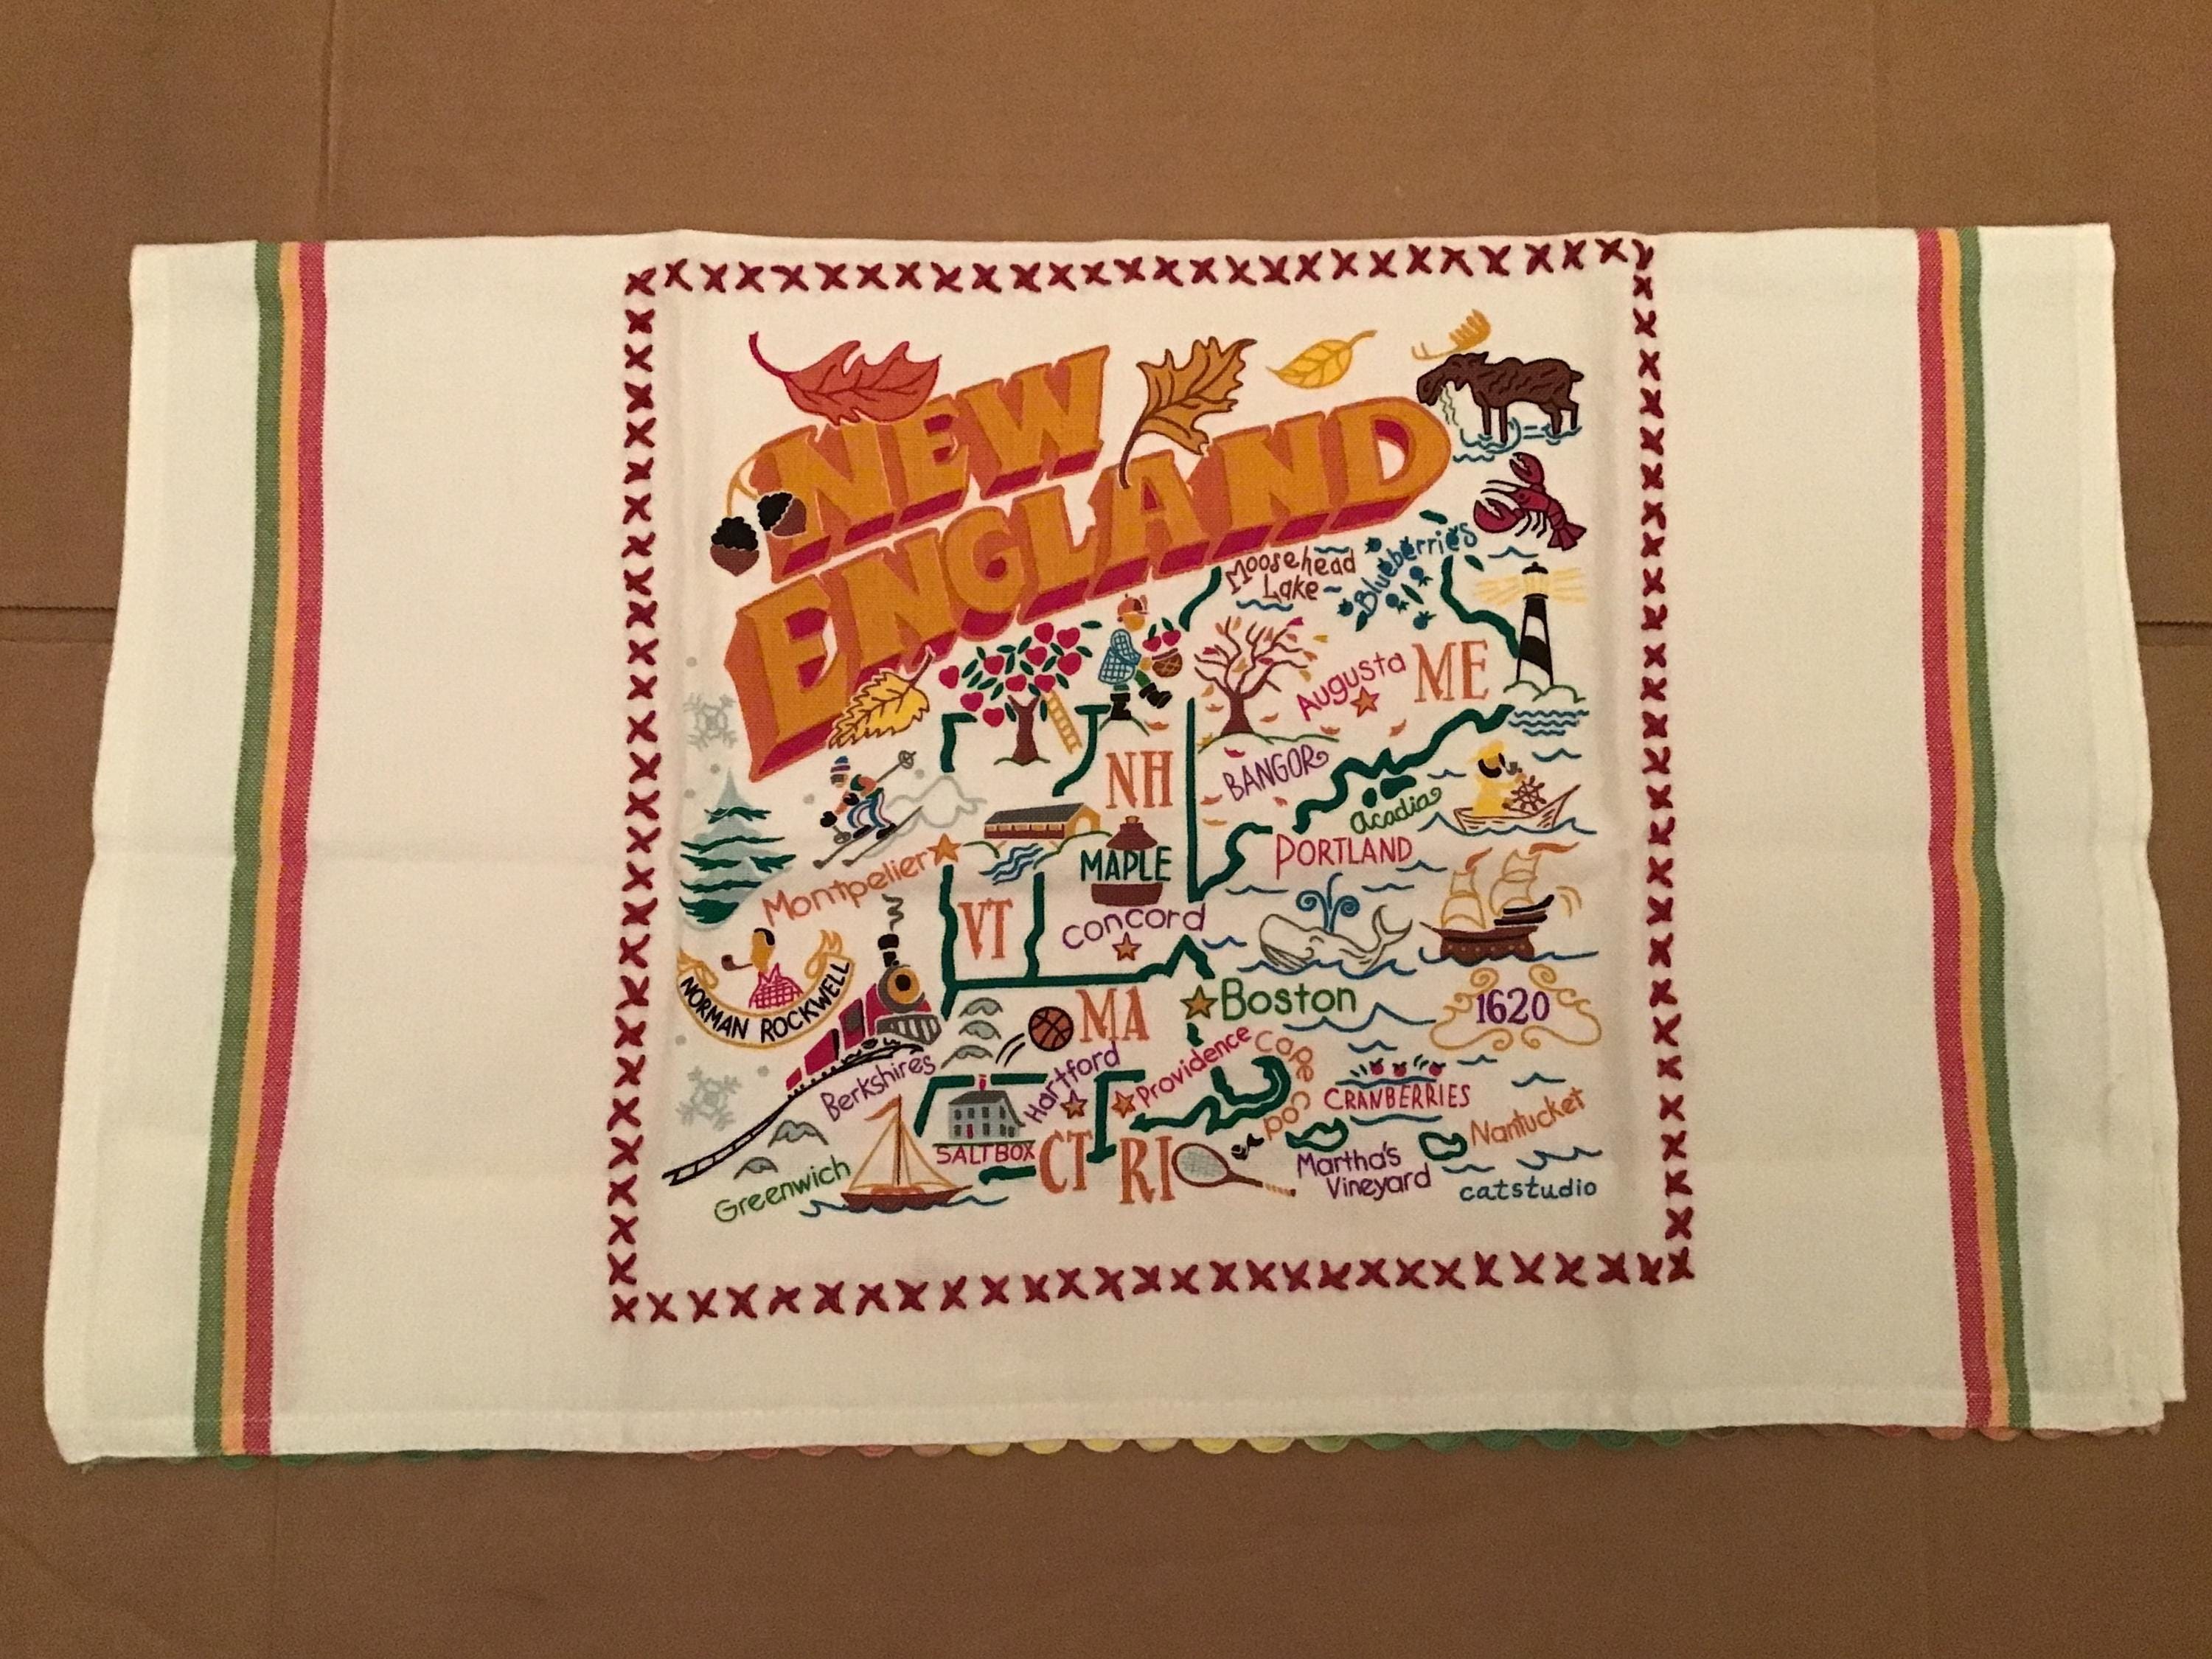 NEW
ENGLAND
Moosehead
Lake
Blueberries
Augusta
ME
NH
BANGOR
Acadia
PORTLAND
Montpelier
MAPLE
VT
Concord
NORMAN ROCKWELL
MA
Boston
1620
Berkshires
Hartford
Providence
Cape Cod
CRANBERRIES
Nantucket
SALTBOX
CT
RI
Greenwich
Martha's
Vineyard
catstudio